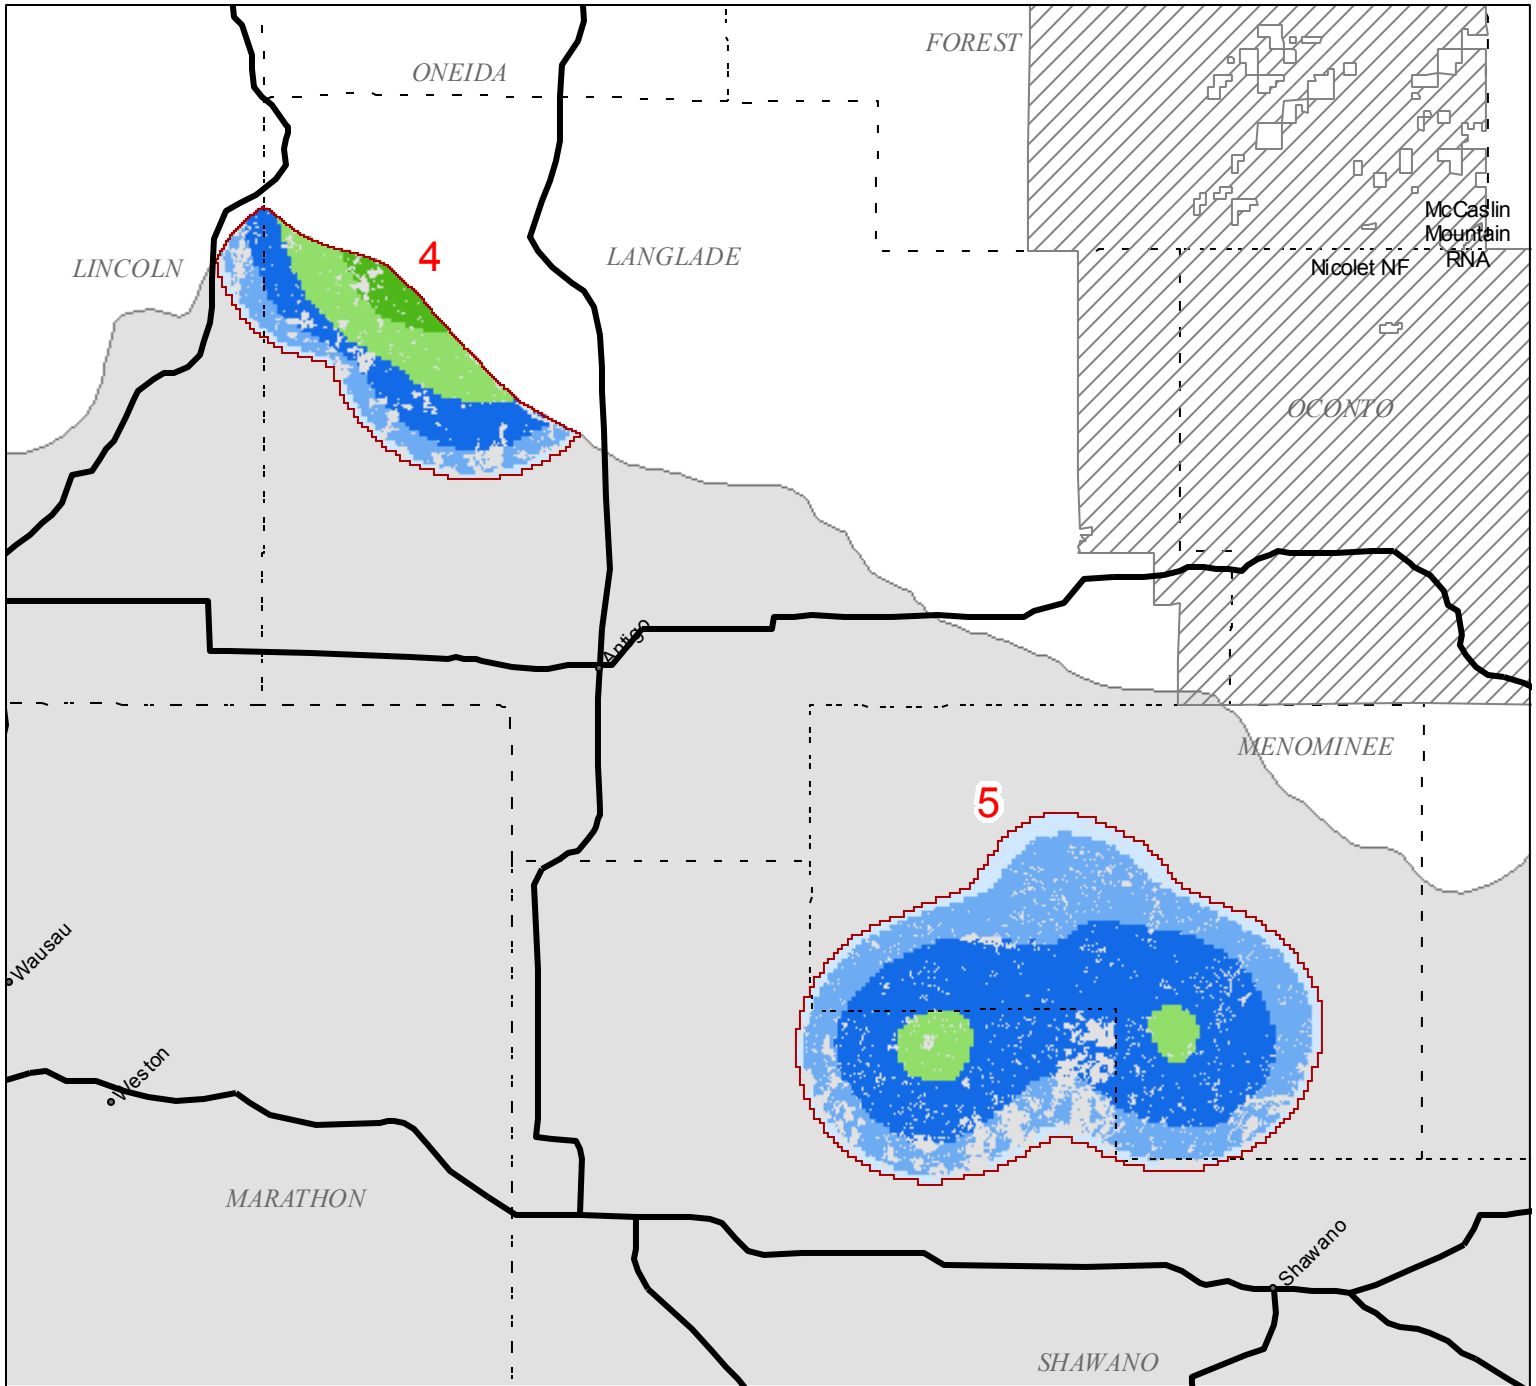 FOREST
ONEIDA
McCaslin
Mountain
RNA
4
LANGLADE
LINCOLN
Nicolet NF
OCONTO
Antigo
MENOMINEE
5
Wausau
Weston
MARATHON
Shawano
SHAWANO